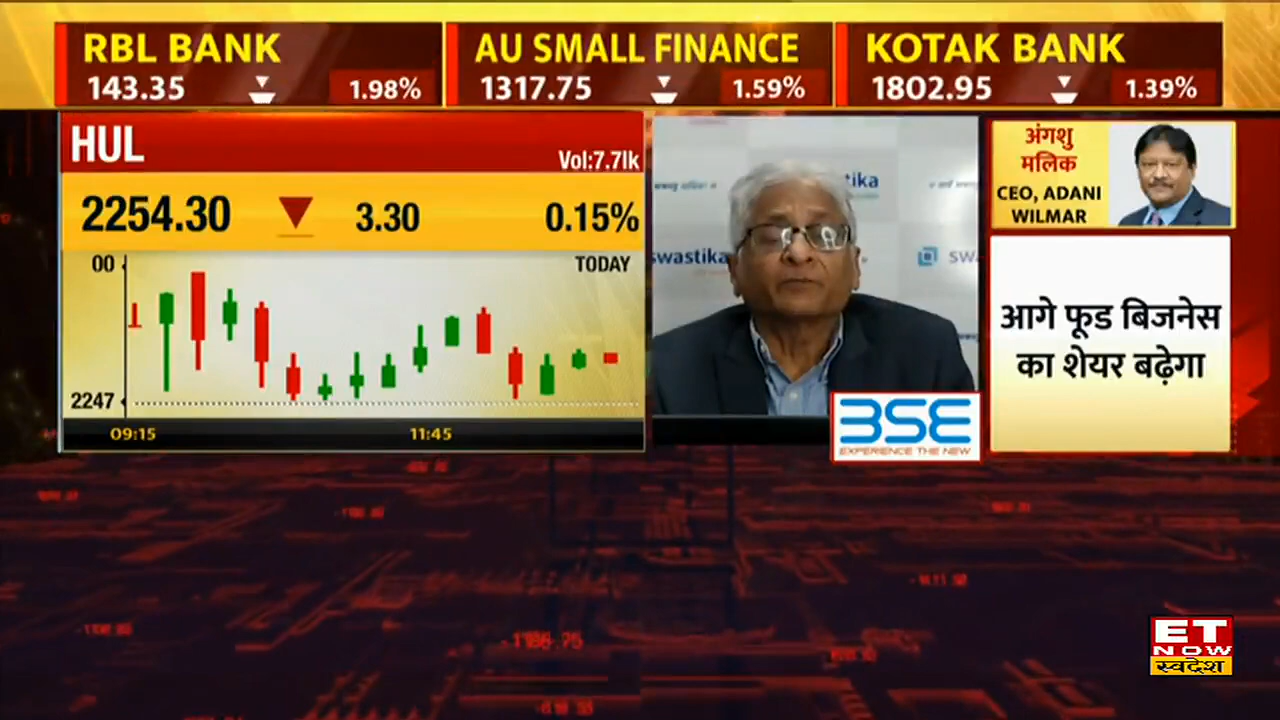 RBL BANK
143.35 1.98%
AU SMALL FINANCE
1317.75 1.59%
KOTAK BANK
1802.95 1.39%
HUL
Vol:7.7lk
2254.30 3.30 0.15%
00
TODAY
2247
09:15 11:45
swastika
BSE
EXPERIENCE THE NEW
अंगशु
मलिक
CEO, ADANI
WILMAR
आगे फूड बिजनेस
का शेयर बढ़ेगा
ET
NOW
स्वदेश